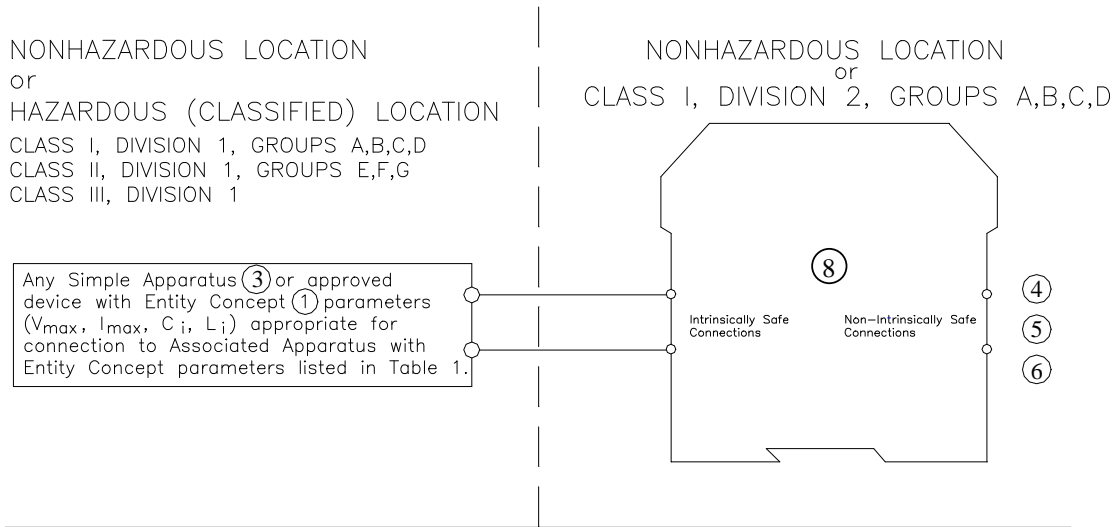 NONHAZARDOUS LOCATION
or
HAZARDOUS (CLASSIFIED) LOCATION
CLASS I, DIVISION 1, GROUPS A,B,C,D
CLASS II, DIVISION 1, GROUPS E,F,G
CLASS III, DIVISION 1
Any Simple Apparatus 3 or approved
device with Entity Concept 1 parameters
(Vmax, Imax, Ci, Li) appropriate for
connection to Associated Apparatus with
Entity Concept parameters listed in Table 1.
NONHAZARDOUS LOCATION
or
CLASS I, DIVISION 2, GROUPS A,B,C,D
8
Intrinsically Safe
Connections
Non-Intrinsically Safe
Connections
4
5
6